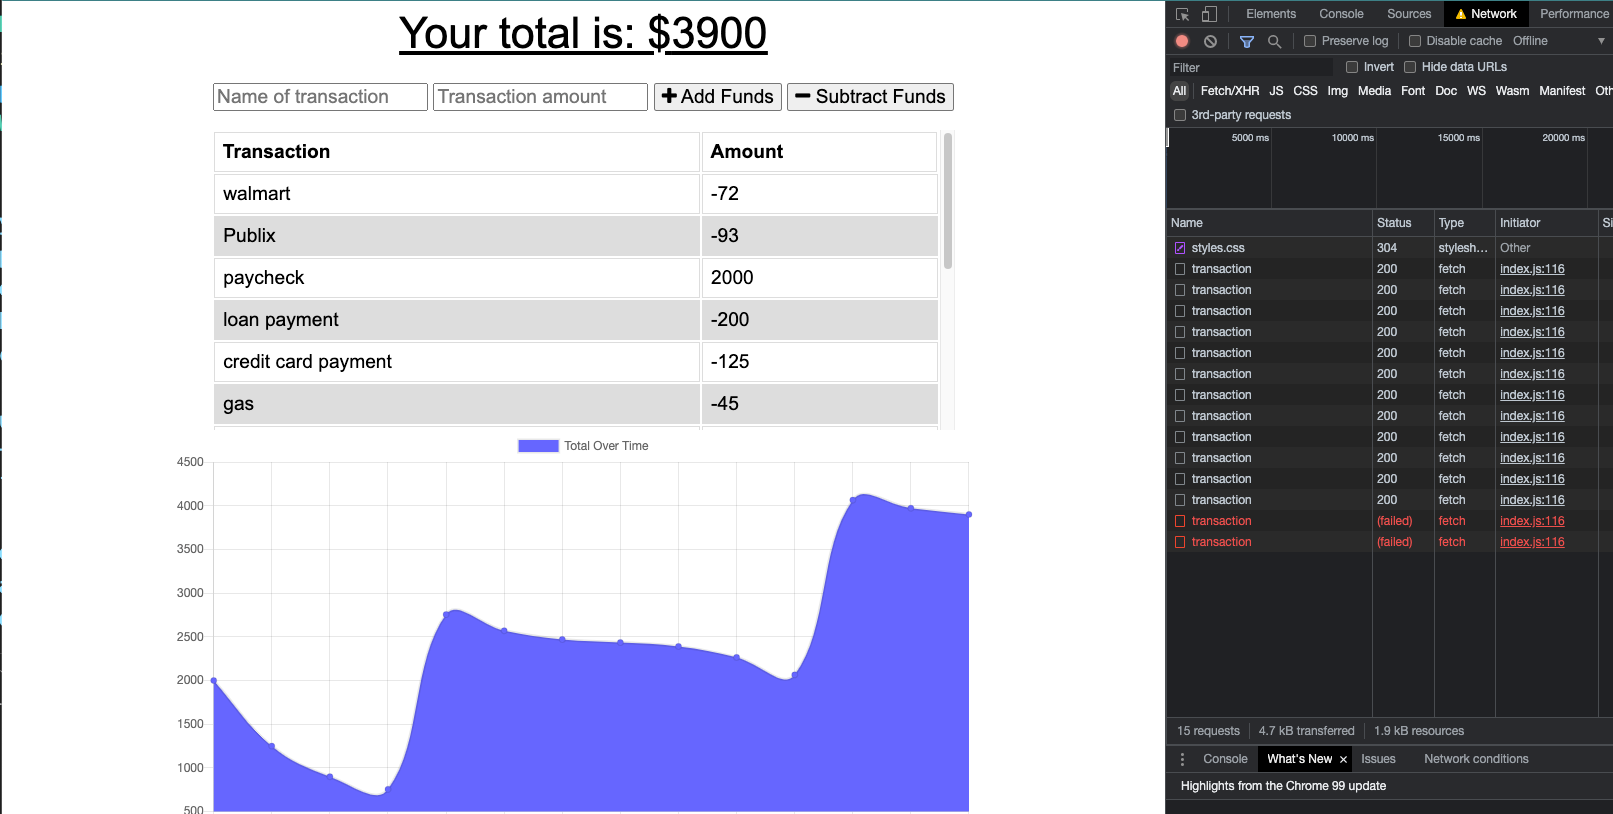 Your total is: $3900
Name of transaction Transaction amount Add Funds Subtract Funds
Transaction Amount
walmart -72
Publix -93
paycheck 2000
loan payment -200
credit card payment -125
gas -45
Total Over Time
4500
4000
3500
3000
2500
2000
1500
1000
500
Elements Console Sources Network Performance
Preserve log Disable cache Offline
Filter Invert Hide data URLs
All Fetch/XHR JS CSS Img Media Font Doc WS Wasm Manifest Oth
3rd-party requests
5000 ms 10000 ms 15000 ms 20000 ms
Name Status Type Initiator Si
styles.css 304 stylesh... Other
transaction 200 fetch index.js:116
transaction 200 fetch index.js:116
transaction 200 fetch index.js:116
transaction 200 fetch index.js:116
transaction 200 fetch index.js:116
transaction 200 fetch index.js:116
transaction 200 fetch index.js:116
transaction 200 fetch index.js:116
transaction 200 fetch index.js:116
transaction 200 fetch index.js:116
transaction 200 fetch index.js:116
transaction 200 fetch index.js:116
transaction (failed) fetch index.js:116
transaction (failed) fetch index.js:116
15 requests 4.7 kB transferred 1.9 kB resources
Console What's New × Issues Network conditions
Highlights from the Chrome 99 update